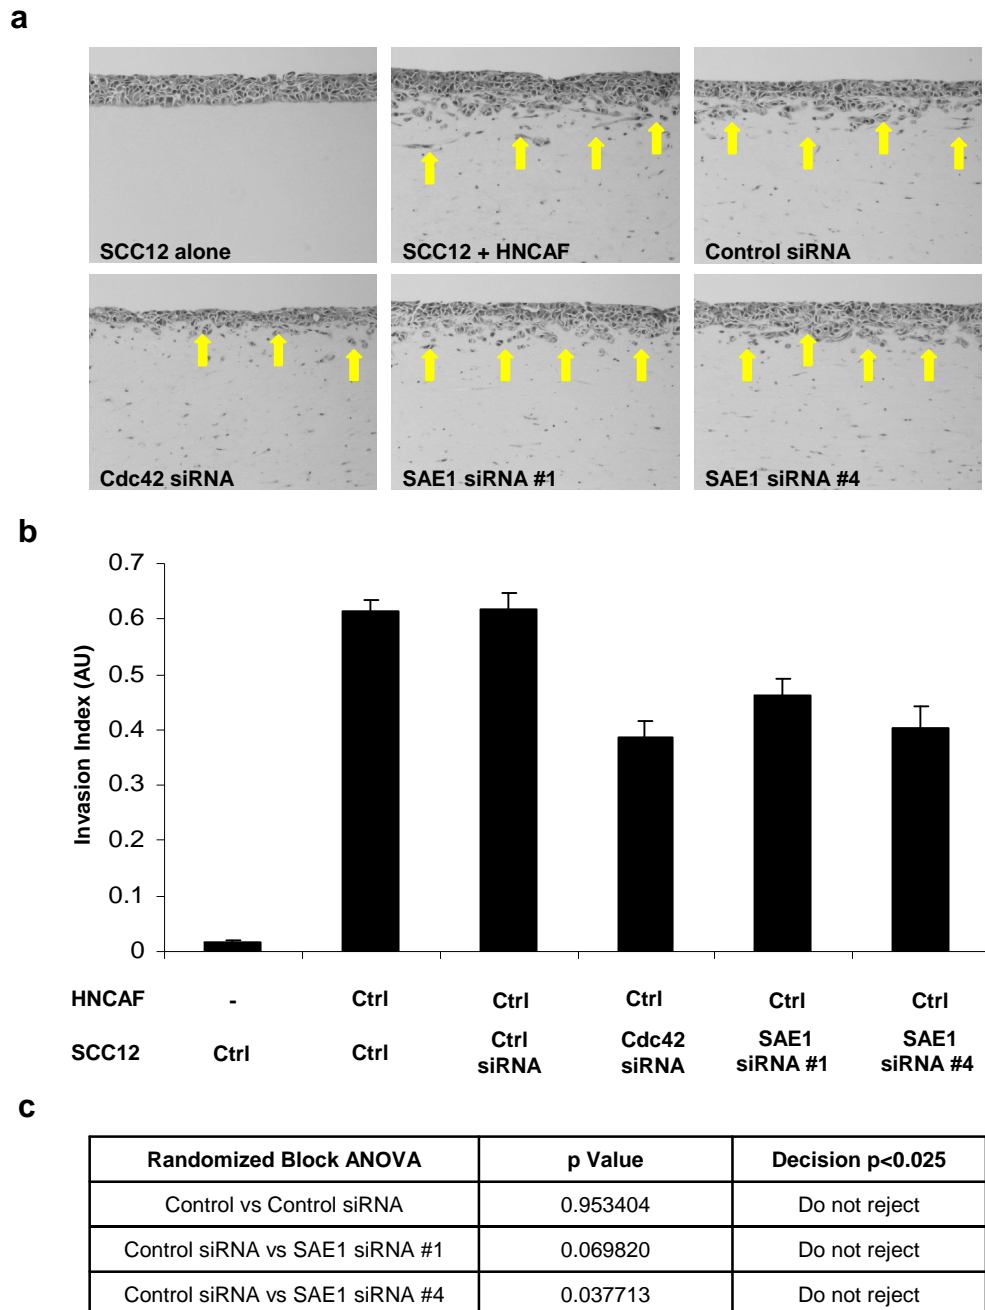 a
SCC12 alone
SCC12 + HNCAF
Control siRNA
Cdc42 siRNA
SAE1 siRNA #1
SAE1 siRNA #4
b
Invasion Index (AU)
0.7
0.6
0.5
0.4
0.3
0.2
0.1
0
HNCAF - Ctrl Ctrl Ctrl Ctrl Ctrl
SCC12 Ctrl Ctrl Ctrl siRNA Cdc42 siRNA SAE1 siRNA #1 SAE1 siRNA #4
c
Randomized Block ANOVA p Value Decision p<0.025
Control vs Control siRNA 0.953404 Do not reject
Control siRNA vs SAE1 siRNA #1 0.069820 Do not reject
Control siRNA vs SAE1 siRNA #4 0.037713 Do not reject